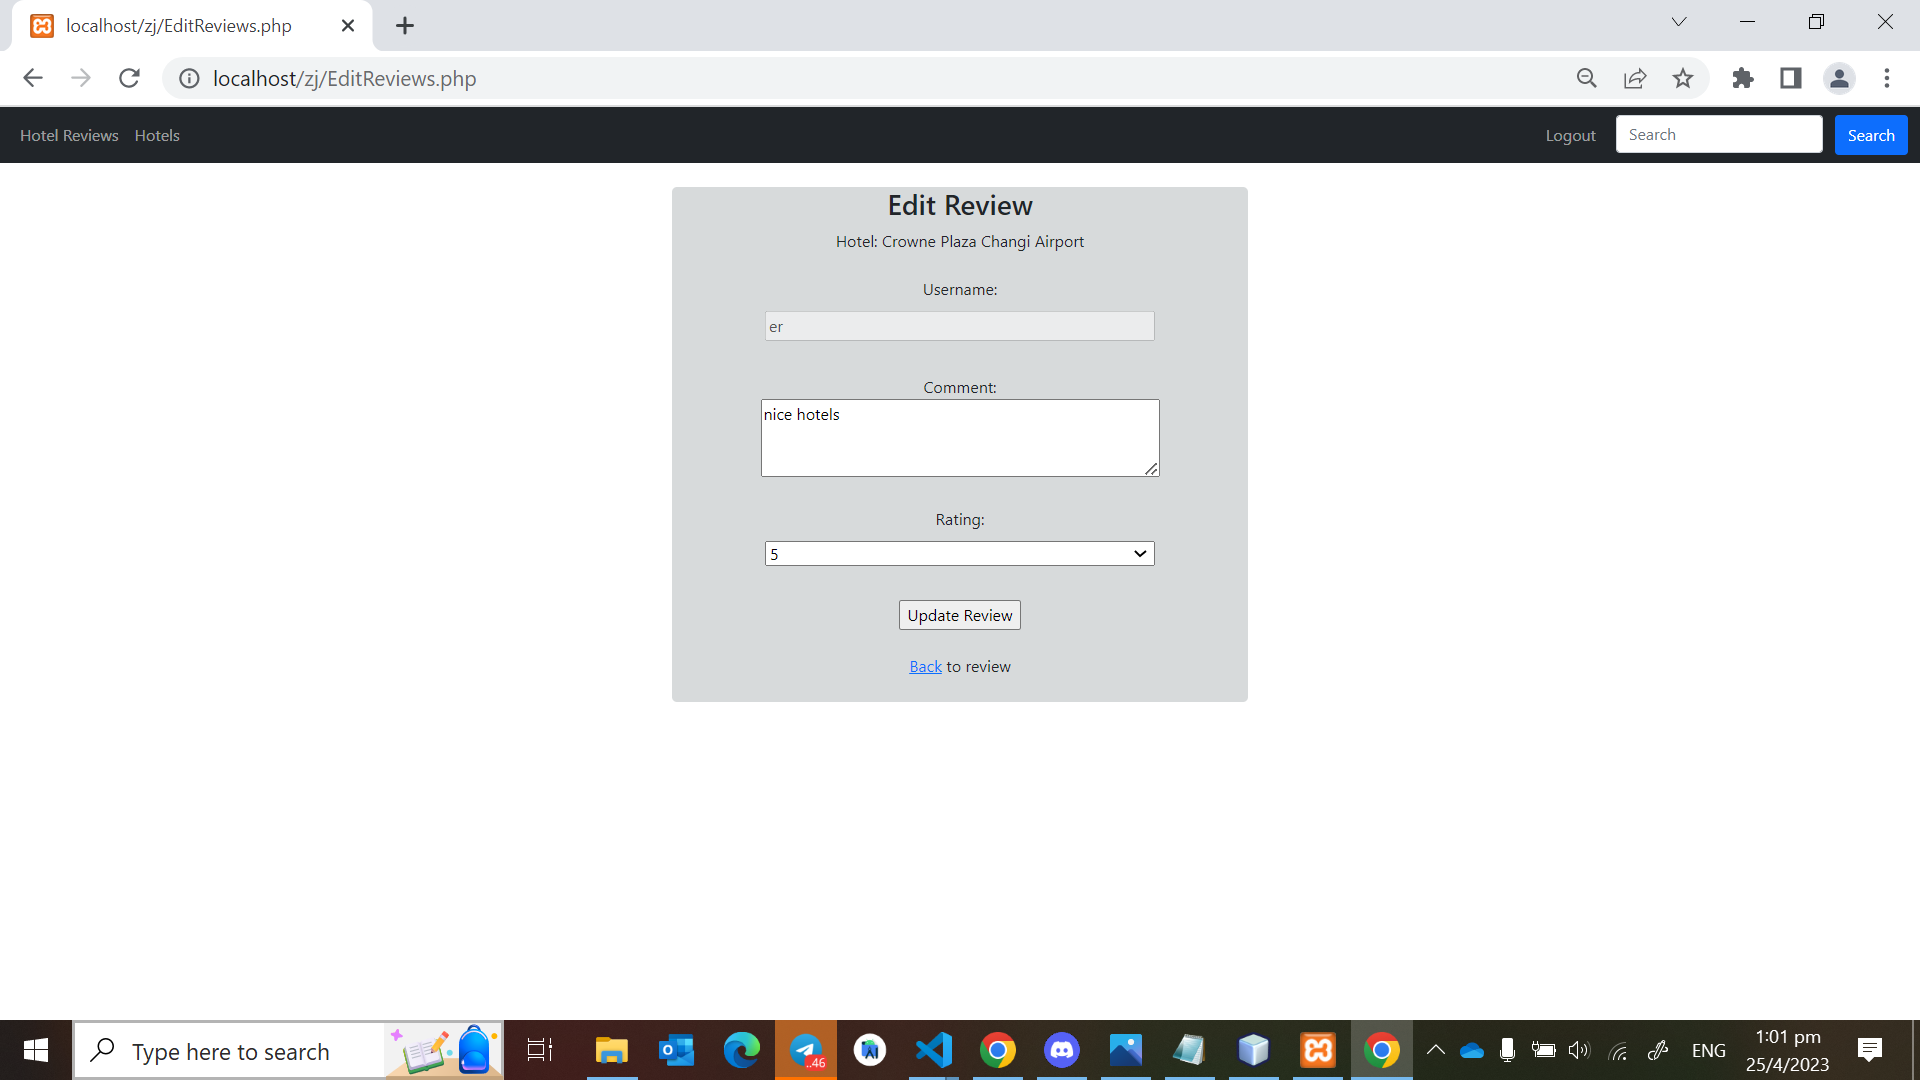 localhost/zj/EditReviews.php
localhost/zj/EditReviews.php
Hotel Reviews Hotels Logout Search Search
Edit Review
Hotel: Crowne Plaza Changi Airport
Username:
er
Comment:
nice hotels
Rating:
5
Update Review
Back to review
Type here to search
..46
ENG
1:01 pm
25/4/2023